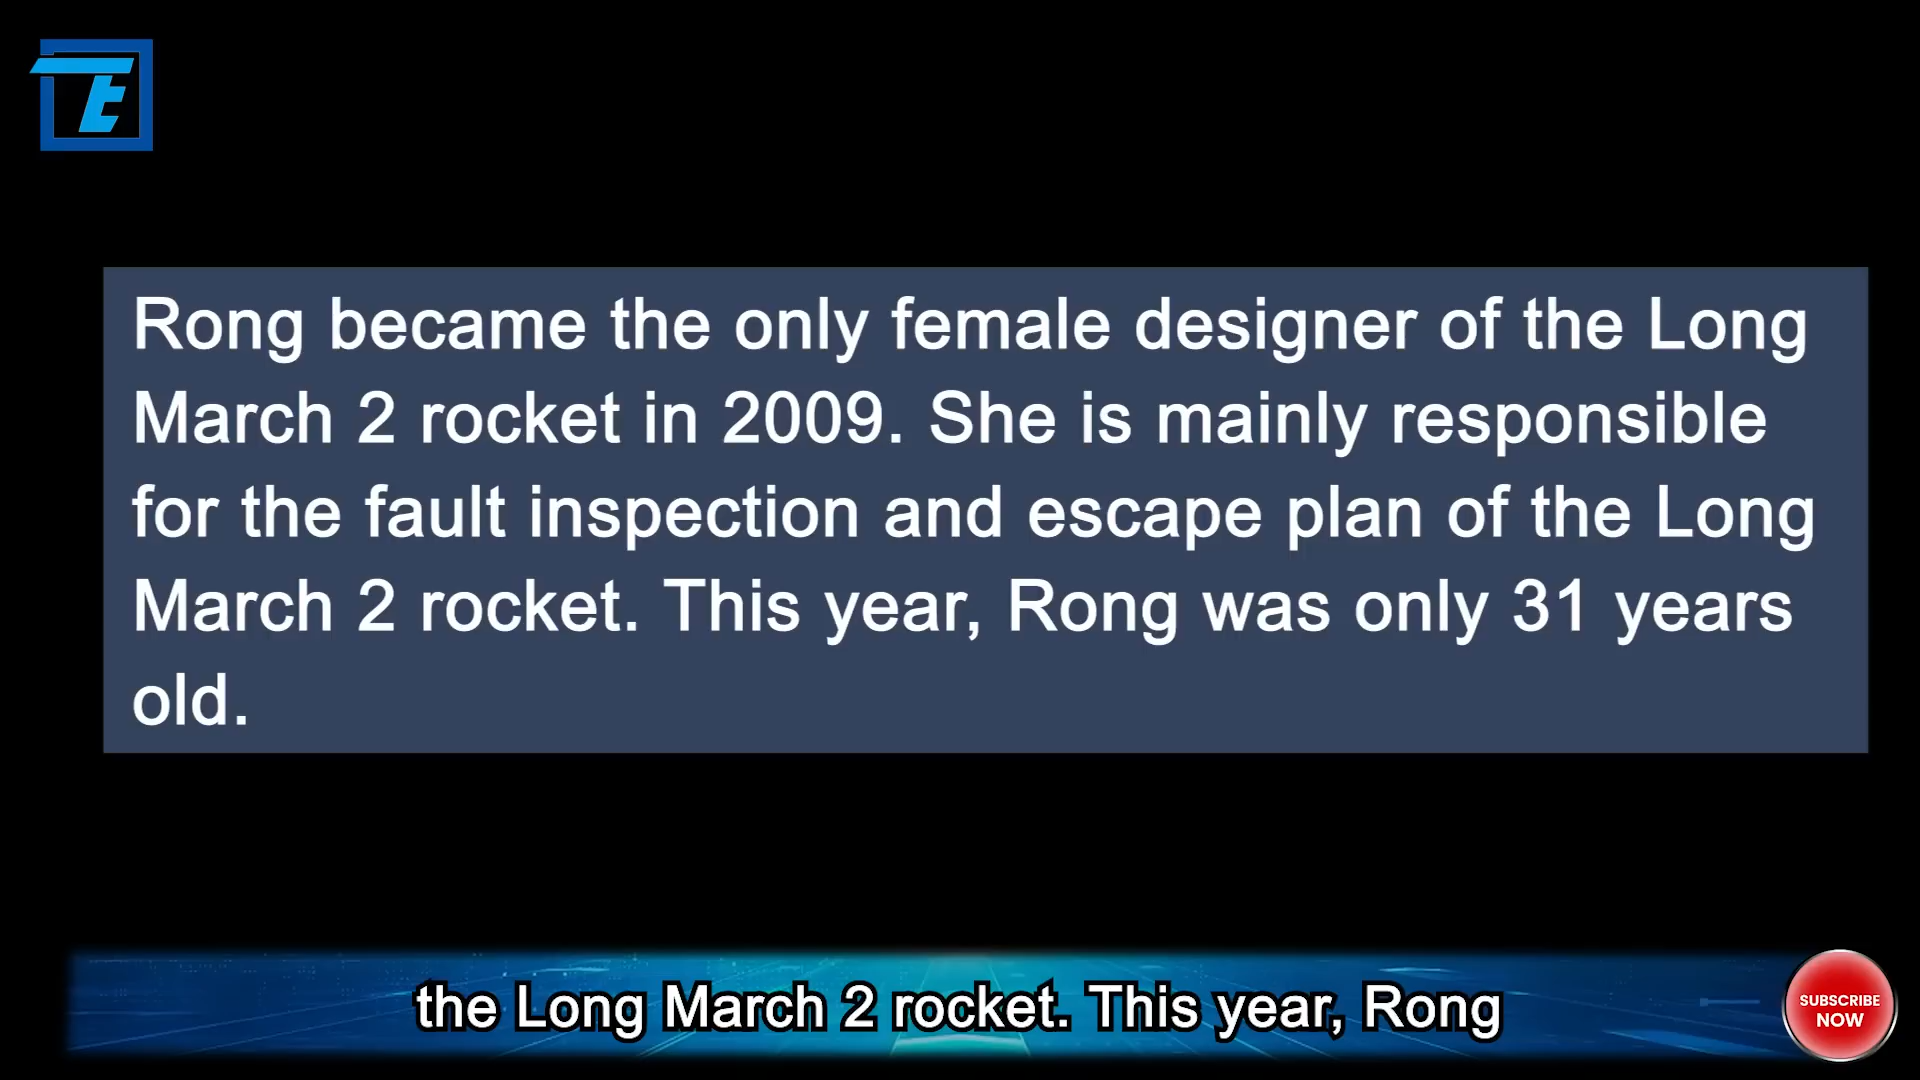 TE
Rong became the only female designer of the Long
March 2 rocket in 2009. She is mainly responsible
for the fault inspection and escape plan of the Long
March 2 rocket. This year, Rong was only 31 years
old.
the Long March 2 rocket. This year, Rong
SUBSCRIBE
NOW